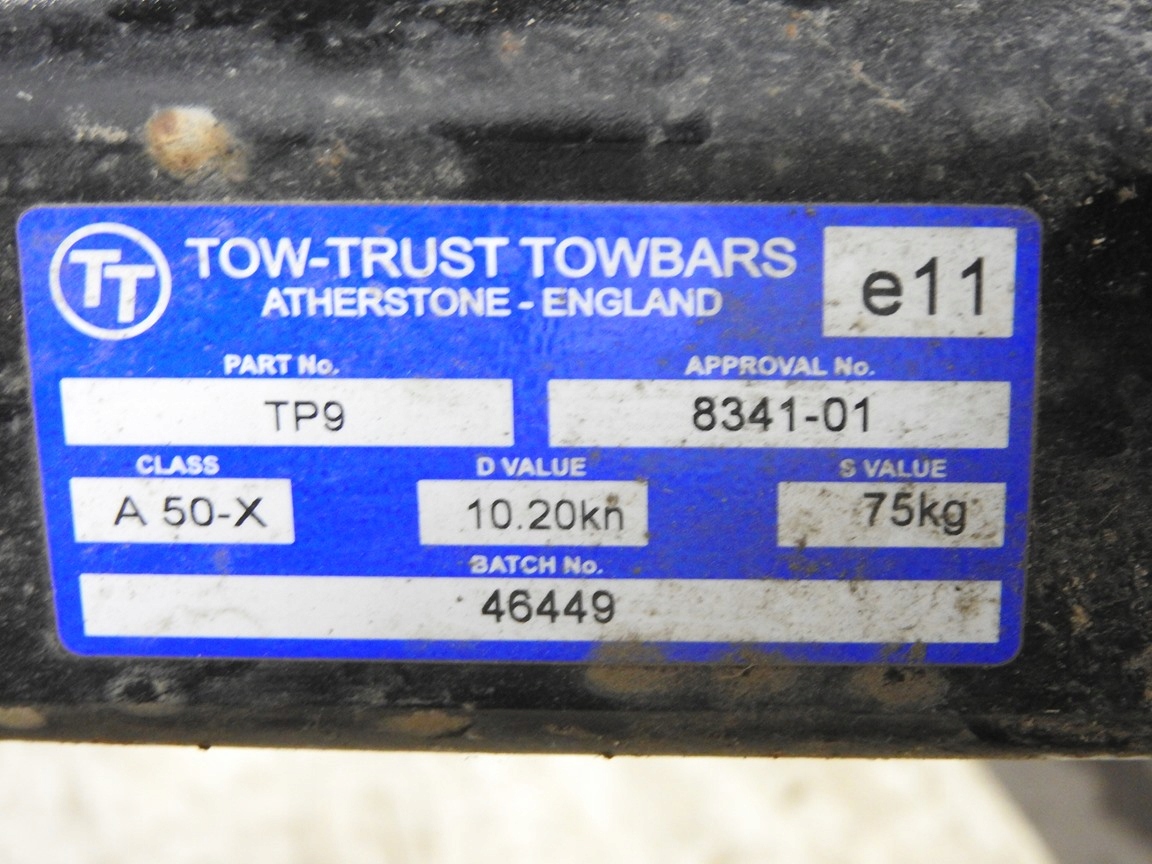 TT
TOW-TRUST TOWBARS
ATHERSTONE - ENGLAND
e11
PART No.
APPROVAL No.
TP9
8341-01
CLASS
D VALUE
S VALUE
A 50-X
10.20kn
75kg
BATCH No.
46449